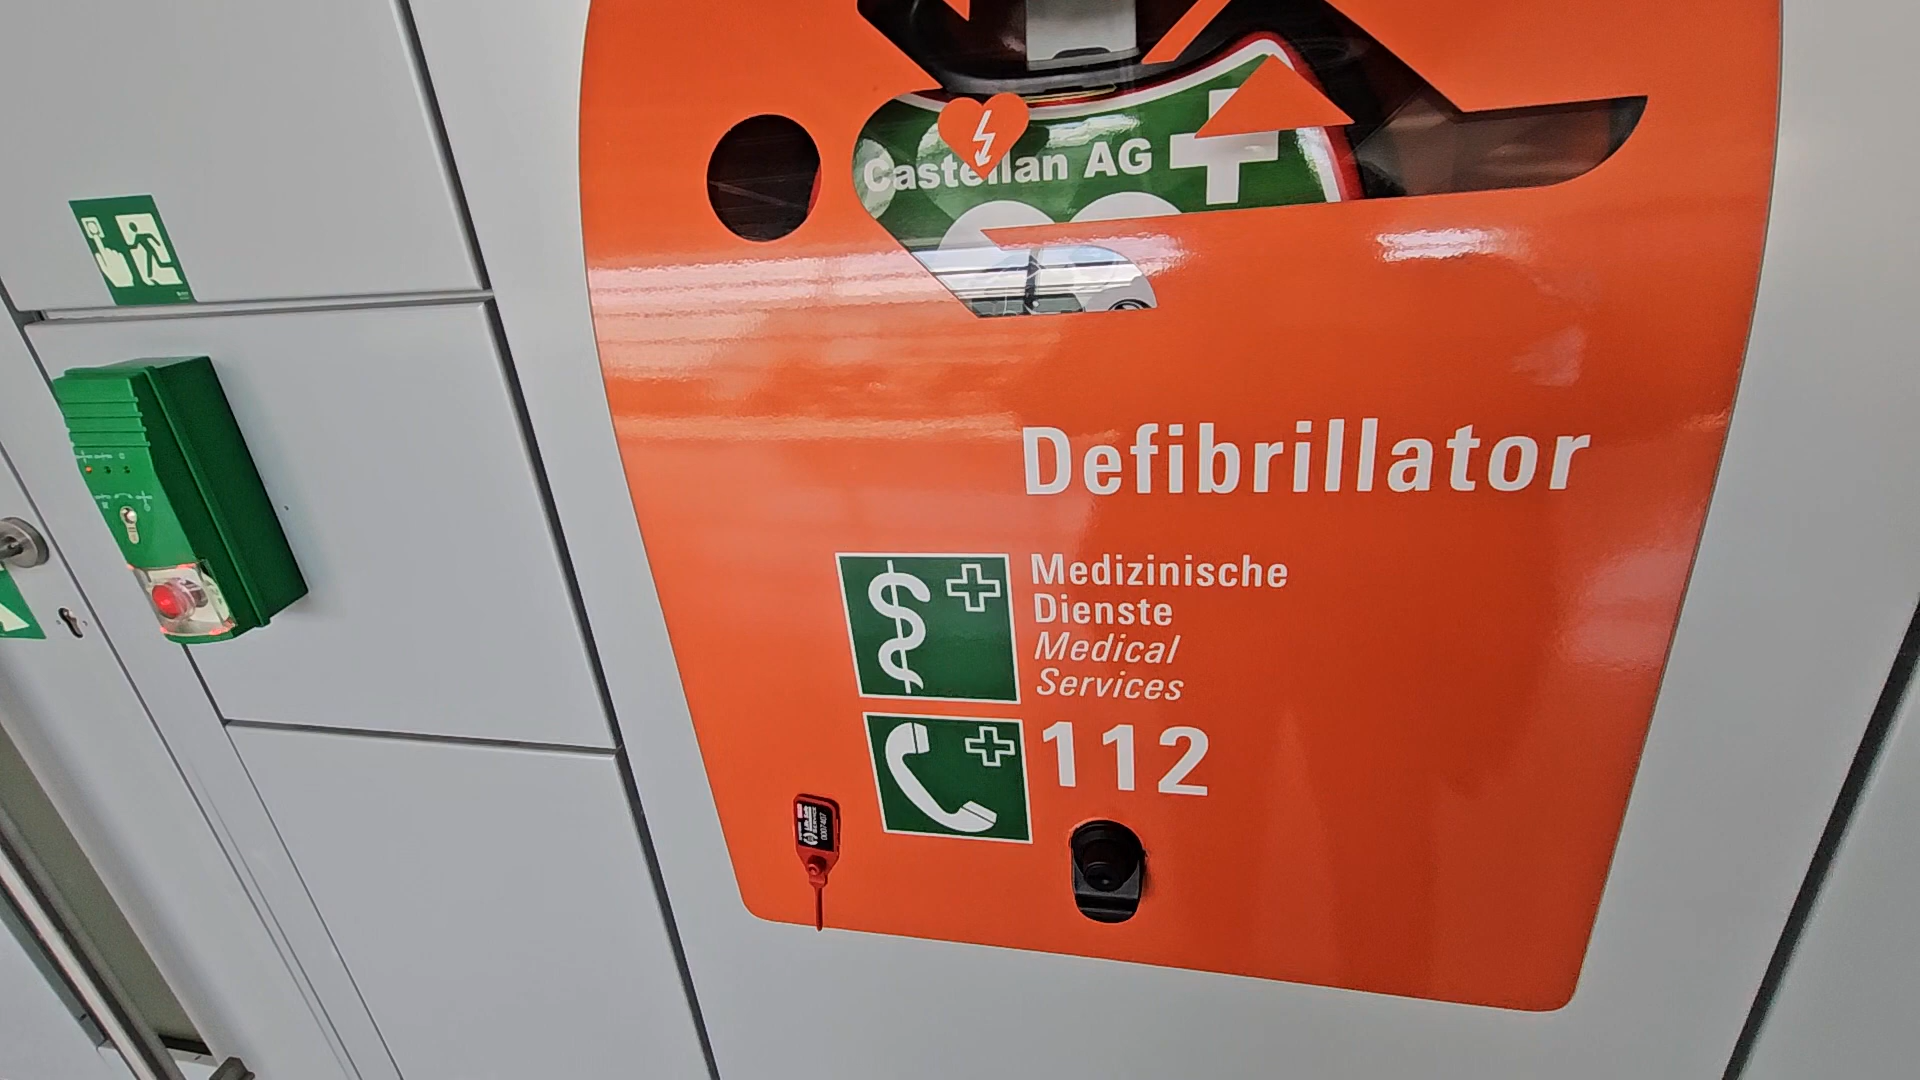 Castellan AG
Defibrillator
Medizinische
Dienste
Medical
Services
112